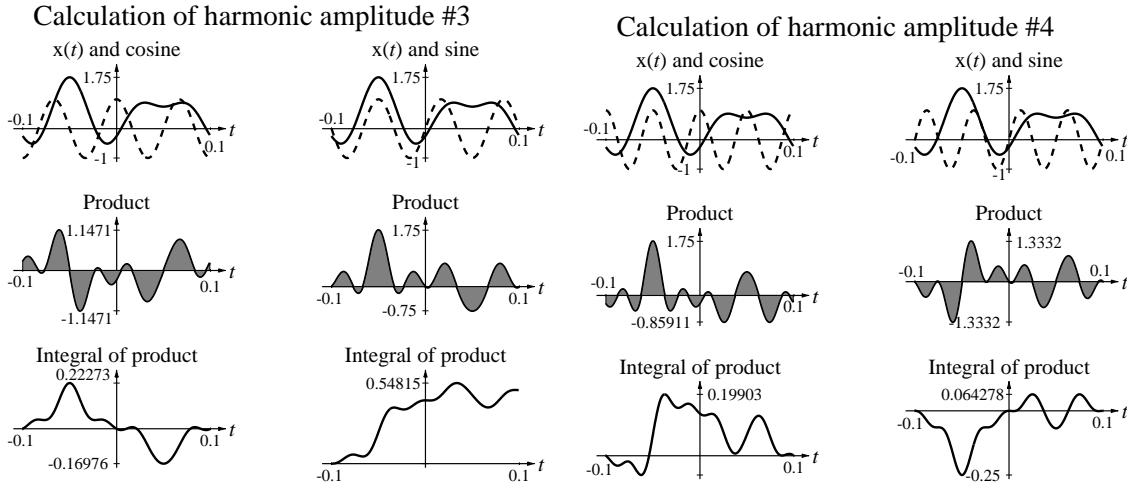 Calculation of harmonic amplitude #3
x(t) and cosine
1.75
-0.1
t
0.1
-1
x(t) and sine
1.75
-0.1
t
0.1
-1
Product
1.1471
-0.1
t
0.1
-1.1471
Product
1.75
-0.1
t
0.1
-0.75
Integral of product
0.22273
-0.1
t
0.1
-0.16976
Integral of product
0.54815
-0.1
t
0.1
Calculation of harmonic amplitude #4
x(t) and cosine
1.75
-0.1
t
0.1
-1
x(t) and sine
1.75
-0.1
t
0.1
-1
Product
1.75
-0.1
t
0.1
-0.85911
Product
1.3332
-0.1
0.1
t
-1.3332
Integral of product
0.19903
-0.1
t
0.1
Integral of product
0.064278
-0.1
t
0.1
-0.25